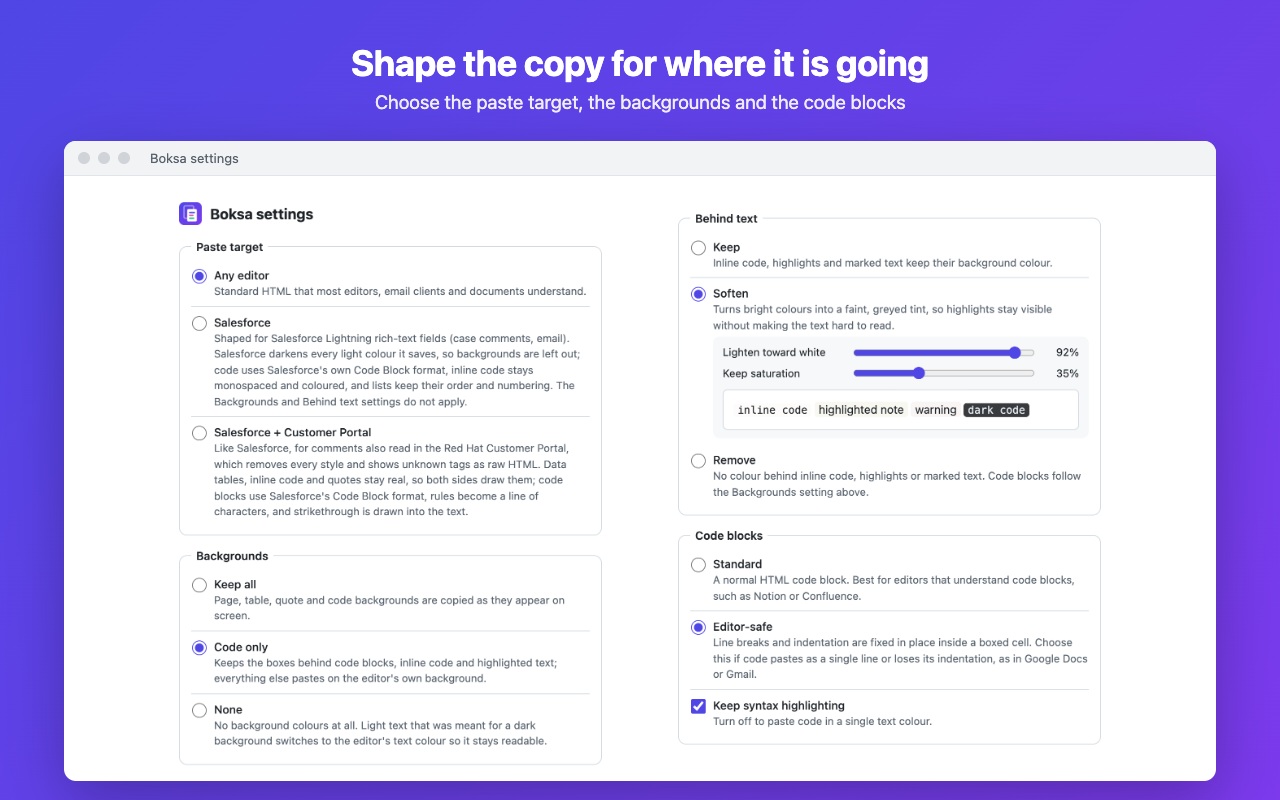 Shape the copy for where it is going
Choose the paste target, the backgrounds and the code blocks
Boksa settings
Boksa settings
Paste target
Any editor
Standard HTML that most editors, email clients and documents understand.
Salesforce
Shaped for Salesforce Lightning rich-text fields (case comments, email).
Salesforce darkens every light colour it saves, so backgrounds are left out;
code uses Salesforce's own Code Block format, inline code stays
monospaced and coloured, and lists keep their order and numbering. The
Backgrounds and Behind text settings do not apply.
Salesforce + Customer Portal
Like Salesforce, for comments also read in the Red Hat Customer Portal,
which removes every style and shows unknown tags as raw HTML. Data
tables, inline code and quotes stay real, so both sides draw them; code
blocks use Salesforce's Code Block format, rules become a line of
characters, and strikethrough is drawn into the text.
Backgrounds
Keep all
Page, table, quote and code backgrounds are copied as they appear on
screen.
Code only
Keeps the boxes behind code blocks, inline code and highlighted text;
everything else pastes on the editor's own background.
None
No background colours at all. Light text that was meant for a dark
background switches to the editor's text colour so it stays readable.
Behind text
Keep
Inline code, highlights and marked text keep their background colour.
Soften
Turns bright colours into a faint, greyed tint, so highlights stay visible
without making the text hard to read.
Lighten toward white 92%
Keep saturation 35%
inline code highlighted note warning dark code
Remove
No colour behind inline code, highlights or marked text. Code blocks follow
the Backgrounds setting above.
Code blocks
Standard
A normal HTML code block. Best for editors that understand code blocks,
such as Notion or Confluence.
Editor-safe
Line breaks and indentation are fixed in place inside a boxed cell. Choose
this if code pastes as a single line or loses its indentation, as in Google Docs
or Gmail.
Keep syntax highlighting
Turn off to paste code in a single text colour.